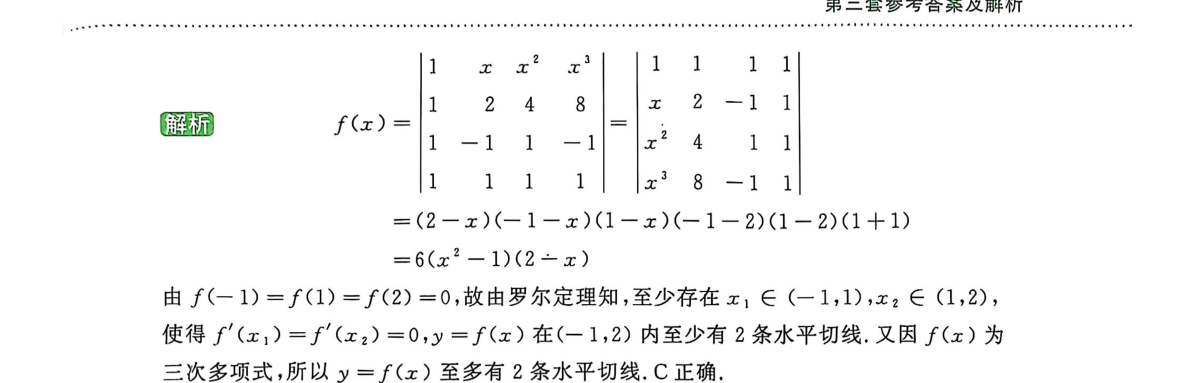 第三套参考答案及解析
解析 f(x)= | 1 x x² x³ | = | 1 1 1 1 |
| 1 2 4 8 | | x 2 -1 1 |
| 1 -1 1 -1 | | x² 4 1 1 |
| 1 1 1 1 | | x³ 8 -1 1 |
=(2-x)(-1-x)(1-x)(-1-2)(1-2)(1+1)
=6(x²-1)(2-x)
由 f(-1)=f(1)=f(2)=0,故由罗尔定理知,至少存在 x₁∈(-1,1),x₂∈(1,2),
使得 f′(x₁)=f′(x₂)=0,y=f(x)在(-1,2)内至少有 2 条水平切线.又因 f(x)为
三次多项式,所以 y=f(x)至多有 2 条水平切线.C 正确.